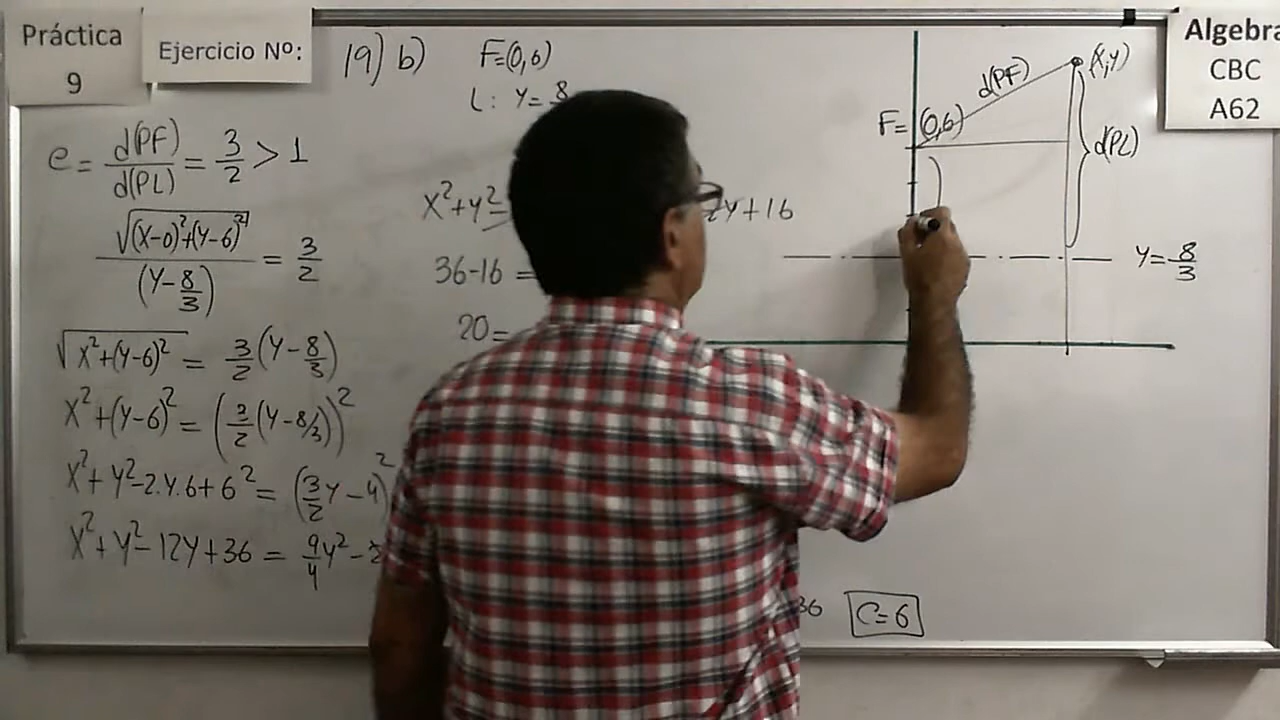 Práctica
9
Ejercicio Nº:
19) b)
F=(0,6)
L: y=8
e = d(PF)/d(PL) = 3/2 > 1
√((x-0)²+(y-6)²) / (y-8/3) = 3/2
√(x²+(y-6)²) = 3/2 (y-8/3)
x²+(y-6)² = (3/2 (y-8/3))²
x²+y²-2.y.6+6² = (3/2 y-4)²
x²+y²-12y+36 = 9/4 y²-
x²+y²-
y+16
36-16 =
20=
36
C=6
(x,y)
d(PF)
F=(0,6)
d(PL)
y=8/3
Algebra
CBC
A62